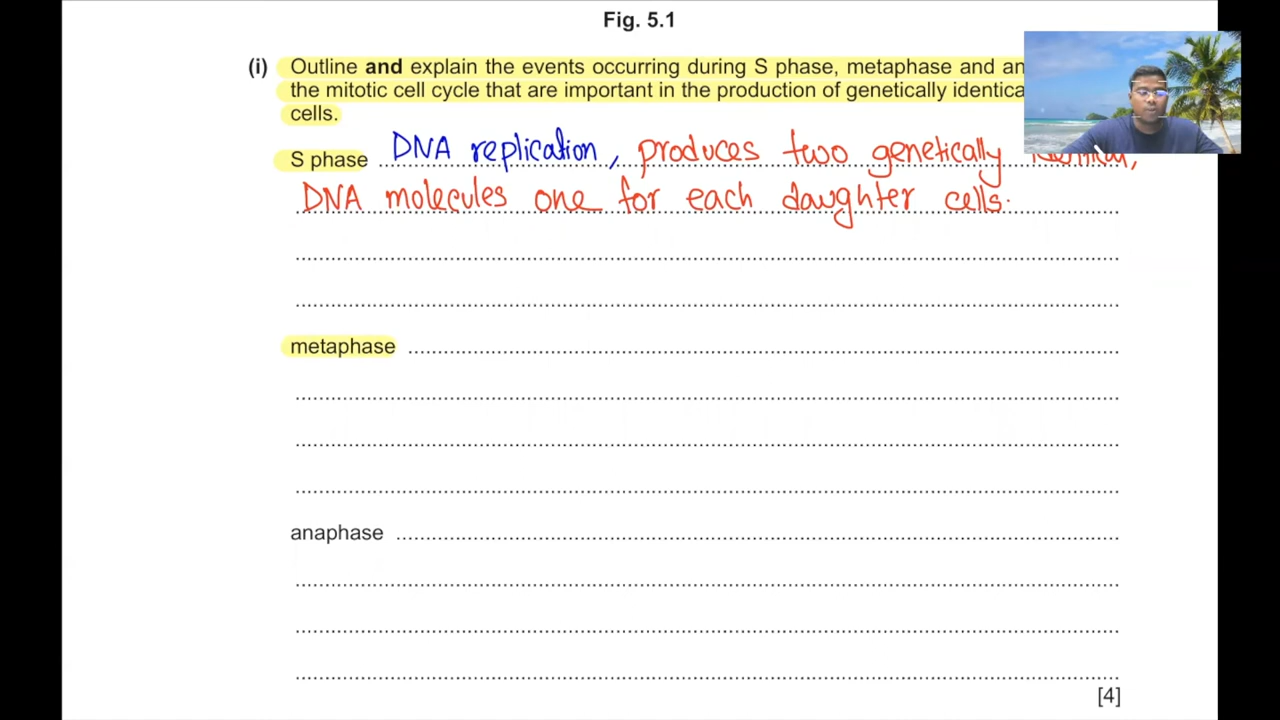 Fig. 5.1
(i) Outline and explain the events occurring during S phase, metaphase and
the mitotic cell cycle that are important in the production of genetically
cells.
S phase DNA replication, produces two genetically
DNA molecules one for each daughter cells.
metaphase
anaphase
[4]